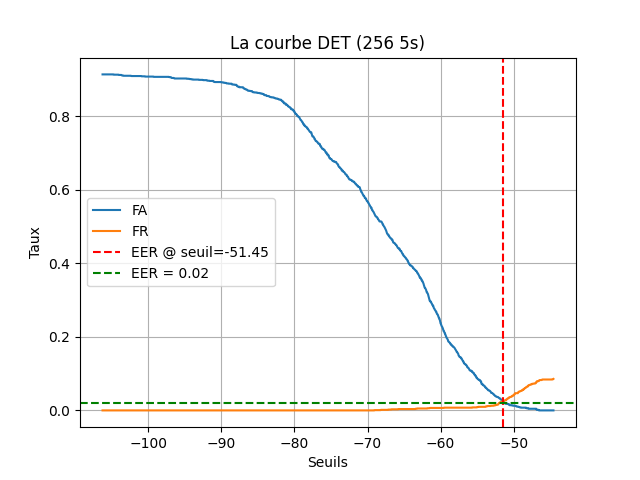 La courbe DET (256 5s)
Taux
0.8
0.6
0.4
0.2
0.0
FA
FR
EER @ seuil=-51.45
EER = 0.02
−100
−90
−80
−70
−60
−50
Seuils